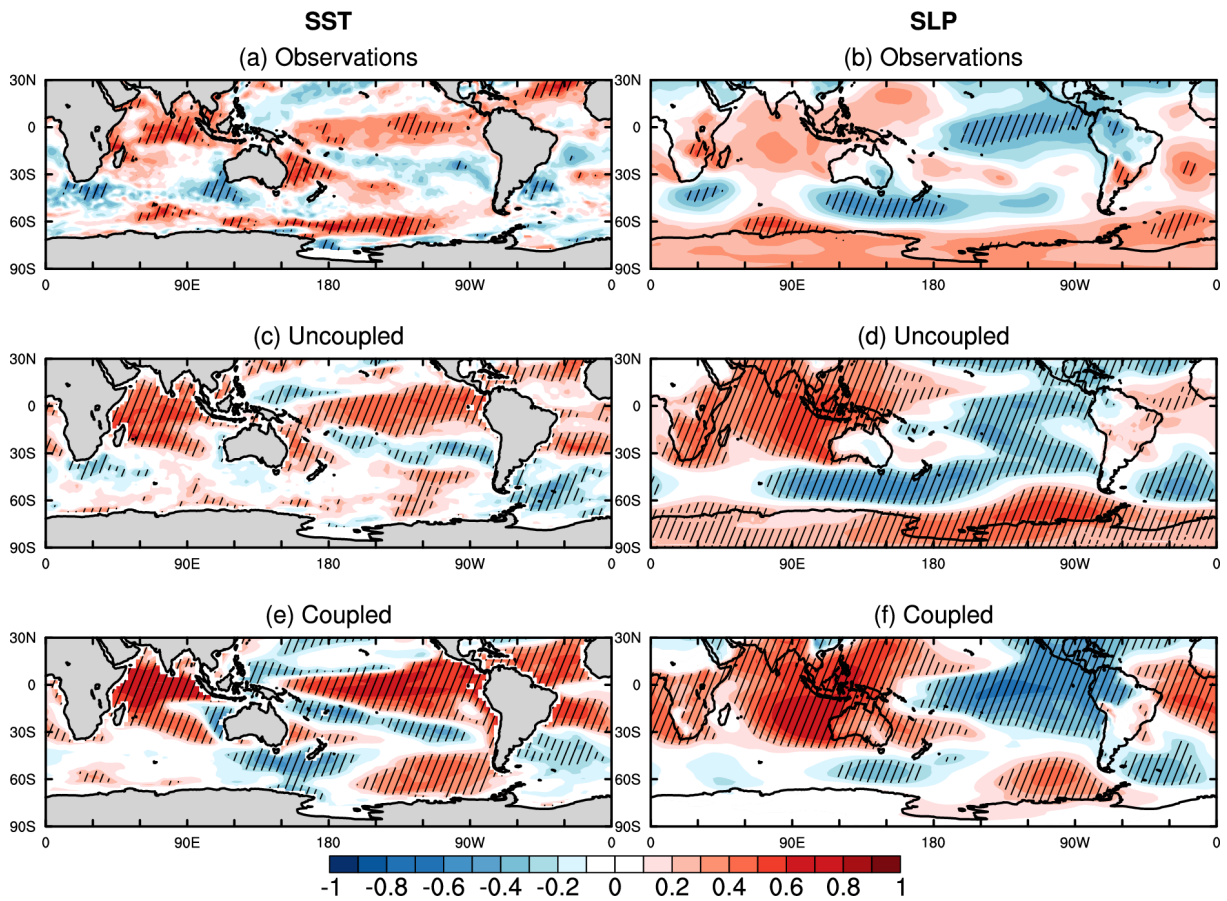 SST SLP
(a) Observations (b) Observations
30N 30N
0 0
30S 30S
60S 60S
90S 90S
0 90E 180 90W 0 0 90E 180 90W 0
(c) Uncoupled (d) Uncoupled
30N 30N
0 0
30S 30S
60S 60S
90S 90S
0 90E 180 90W 0 0 90E 180 90W 0
(e) Coupled (f) Coupled
30N 30N
0 0
30S 30S
60S 60S
90S 90S
0 90E 180 90W 0 0 90E 180 90W 0
-1 -0.8 -0.6 -0.4 -0.2 0 0.2 0.4 0.6 0.8 1